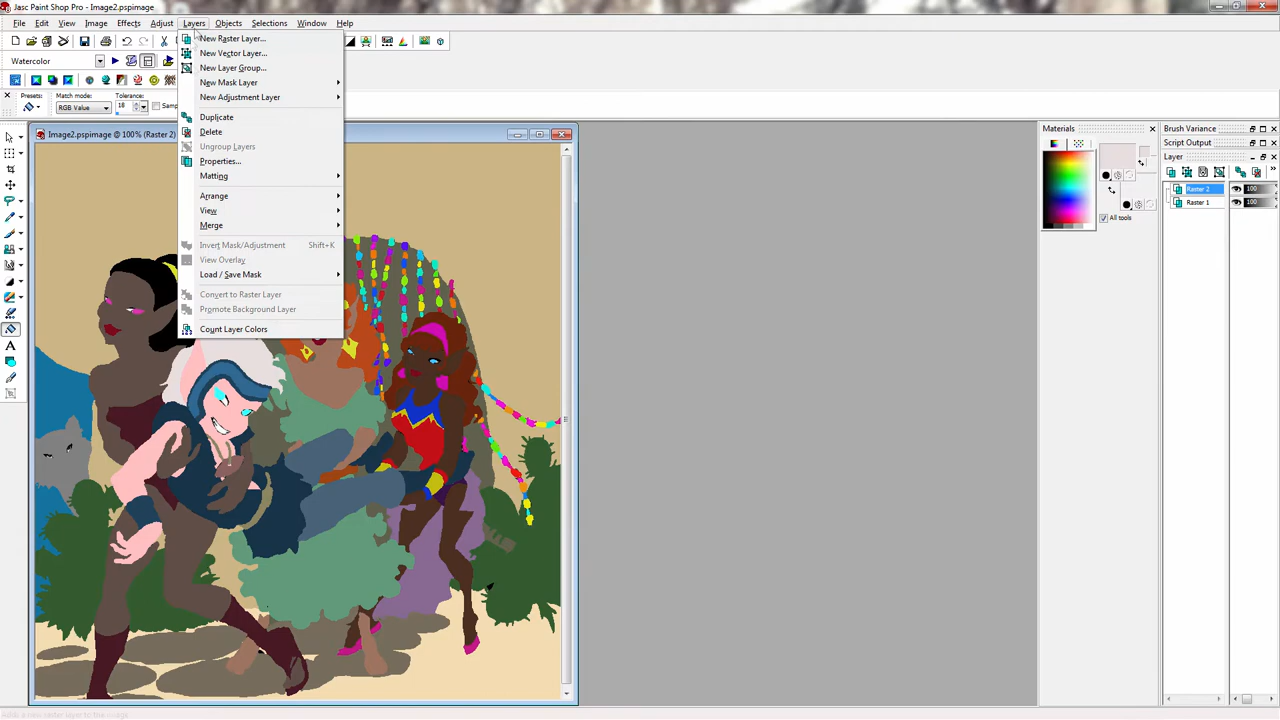 Jasc Paint Shop Pro - Image2.pspimage
File Edit View Image Effects Adjust Layers Objects Selections Window Help
Watercolor
Match mode:
RGB Value
Tolerance:
18
Samp
New Raster Layer...
New Vector Layer...
New Layer Group...
New Mask Layer
New Adjustment Layer
Duplicate
Delete
Ungroup Layers
Properties...
Matting
Arrange
View
Merge
Invert Mask/Adjustment Shift+K
View Overlay
Load / Save Mask
Convert to Raster Layer
Promote Background Layer
Count Layer Colors
Image2.pspimage @ 100% (Raster 2)
Materials
All tools
Brush Variance
Script Output
Layer
Raster 2 100
Raster 1 100